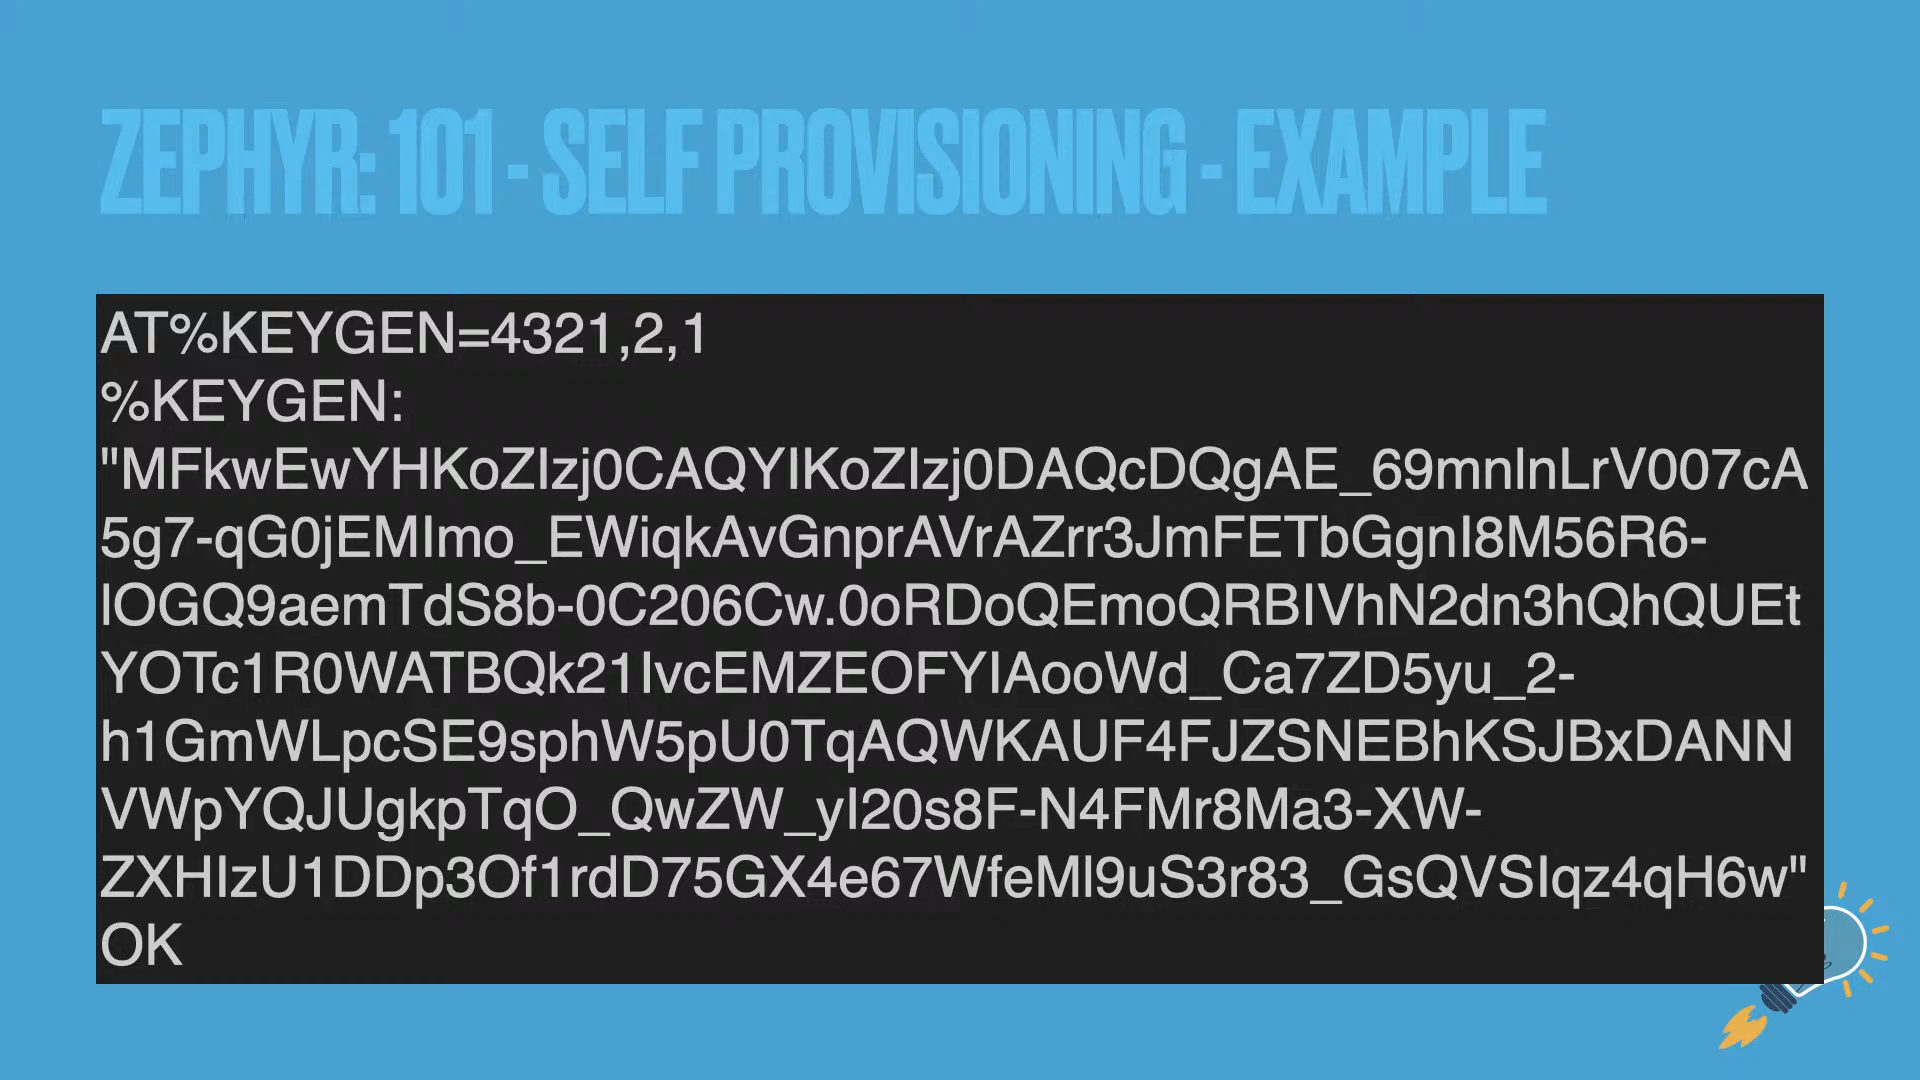 ZEPHYR: 101 - SELF PROVISIONING - EXAMPLE
AT%KEYGEN=4321,2,1
%KEYGEN:
"MFkwEwYHKoZIzj0CAQYIKoZIzj0DAQcDQgAE_69mnlnLrV007cA
5g7-qG0jEMImo_EWiqkAvGnprAVrAZrr3JmFETbGgnI8M56R6-
lOGQ9aemTdS8b-0C206Cw.0oRDoQEmoQRBIVhN2dn3hQhQUEt
YOTc1R0WATBQk21IvcEMZEOFYIAooWd_Ca7ZD5yu_2-
h1GmWLpcSE9sphW5pU0TqAQWKAUF4FJZSNEBhKSJBxDANN
VWpYQJUgkpTqO_QwZW_yI20s8F-N4FMr8Ma3-XW-
ZXHIzU1DDp3Of1rdD75GX4e67WfeMl9uS3r83_GsQVSIqz4qH6w"
OK